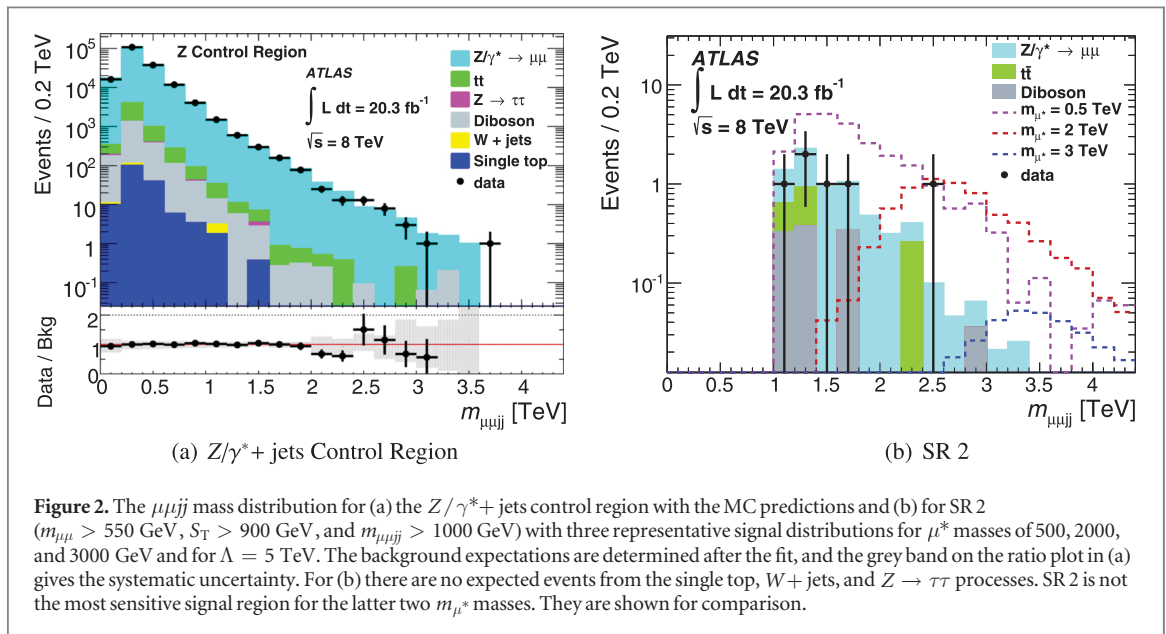 Z Control Region
ATLAS
∫ L dt = 20.3 fb⁻¹
√s = 8 TeV
Z/γ* → μμ
tt
Z → ττ
Diboson
W + jets
Single top
data
Events / 0.2 TeV
10⁵
10⁴
10³
10²
10
1
10⁻¹
Data / Bkg
2
1
0
0 0.5 1 1.5 2 2.5 3 3.5 4
m_μμjj [TeV]
(a) Z/γ*+ jets Control Region
ATLAS
∫ L dt = 20.3 fb⁻¹
√s = 8 TeV
Z/γ* → μμ
tt̄
Diboson
m_μ* = 0.5 TeV
m_μ* = 2 TeV
m_μ* = 3 TeV
data
Events / 0.2 TeV
10
1
10⁻¹
0 0.5 1 1.5 2 2.5 3 3.5 4
m_μμjj [TeV]
(b) SR 2
Figure 2. The μμjj mass distribution for (a) the Z/γ*+ jets control region with the MC predictions and (b) for SR 2
(m_μμ > 550 GeV, S_T > 900 GeV, and m_μμjj > 1000 GeV) with three representative signal distributions for μ* masses of 500, 2000,
and 3000 GeV and for Λ = 5 TeV. The background expectations are determined after the fit, and the grey band on the ratio plot in (a)
gives the systematic uncertainty. For (b) there are no expected events from the single top, W+ jets, and Z → ττ processes. SR 2 is not
the most sensitive signal region for the latter two m_μ* masses. They are shown for comparison.